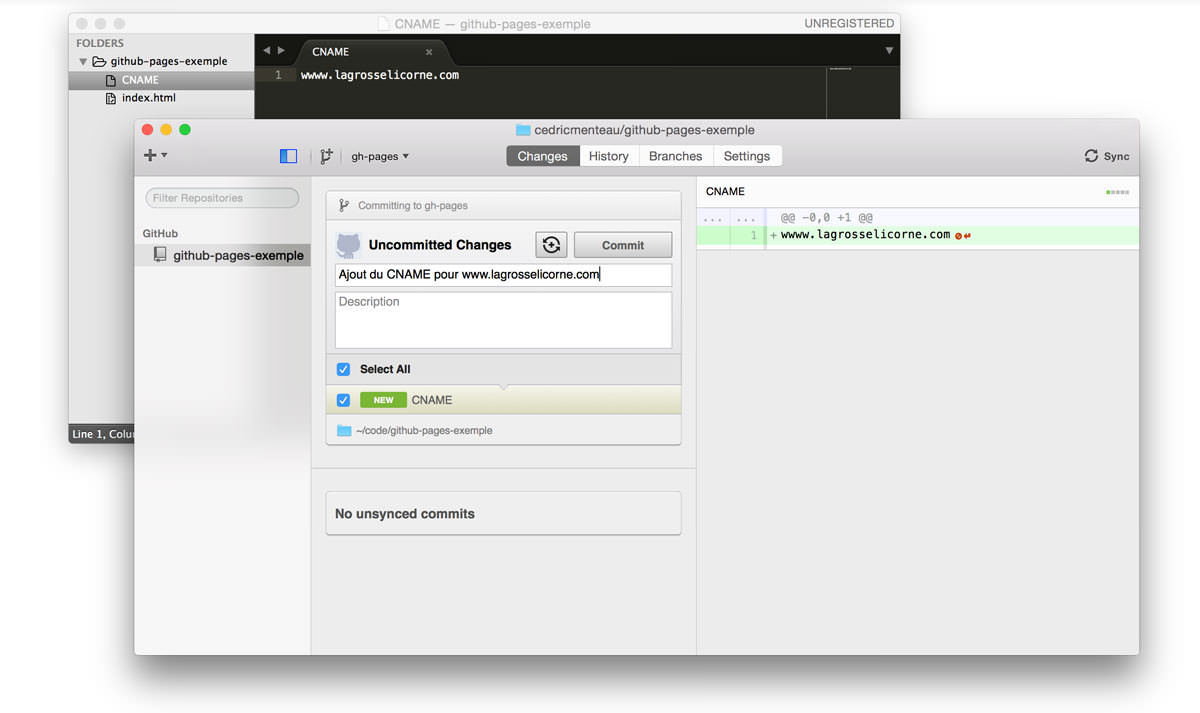 CNAME — github-pages-exemple
UNREGISTERED
FOLDERS
github-pages-exemple
CNAME
index.html
CNAME
1 wwww.lagrosselicorne.com
Line 1, Colu
cedricmenteau/github-pages-exemple
gh-pages
Changes History Branches Settings
Sync
Filter Repositories
GitHub
github-pages-exemple
Committing to gh-pages
Uncommitted Changes
Commit
Ajout du CNAME pour www.lagrosselicorne.com
Description
Select All
NEW CNAME
~/code/github-pages-exemple
No unsynced commits
CNAME
... ... @@ -0,0 +1 @@
1 +wwww.lagrosselicorne.com